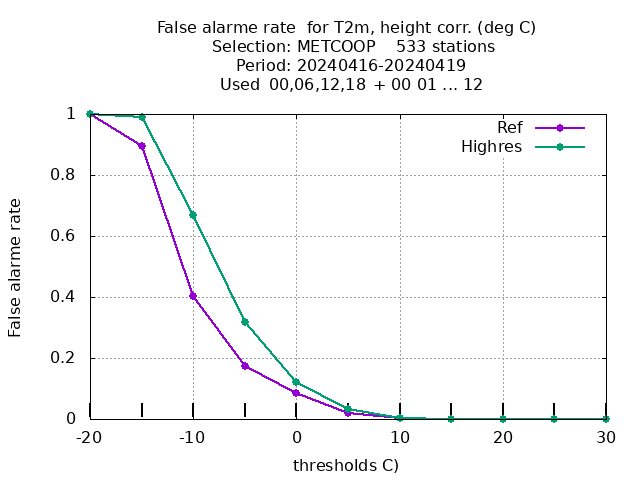 False alarme rate  for T2m, height corr. (deg C)
Selection: METCOOP    533 stations
Period: 20240416-20240419
Used  00,06,12,18 + 00 01 ... 12
Ref
Highres
False alarme rate
1
0.8
0.6
0.4
0.2
0
-20 -10 0 10 20 30
thresholds C)